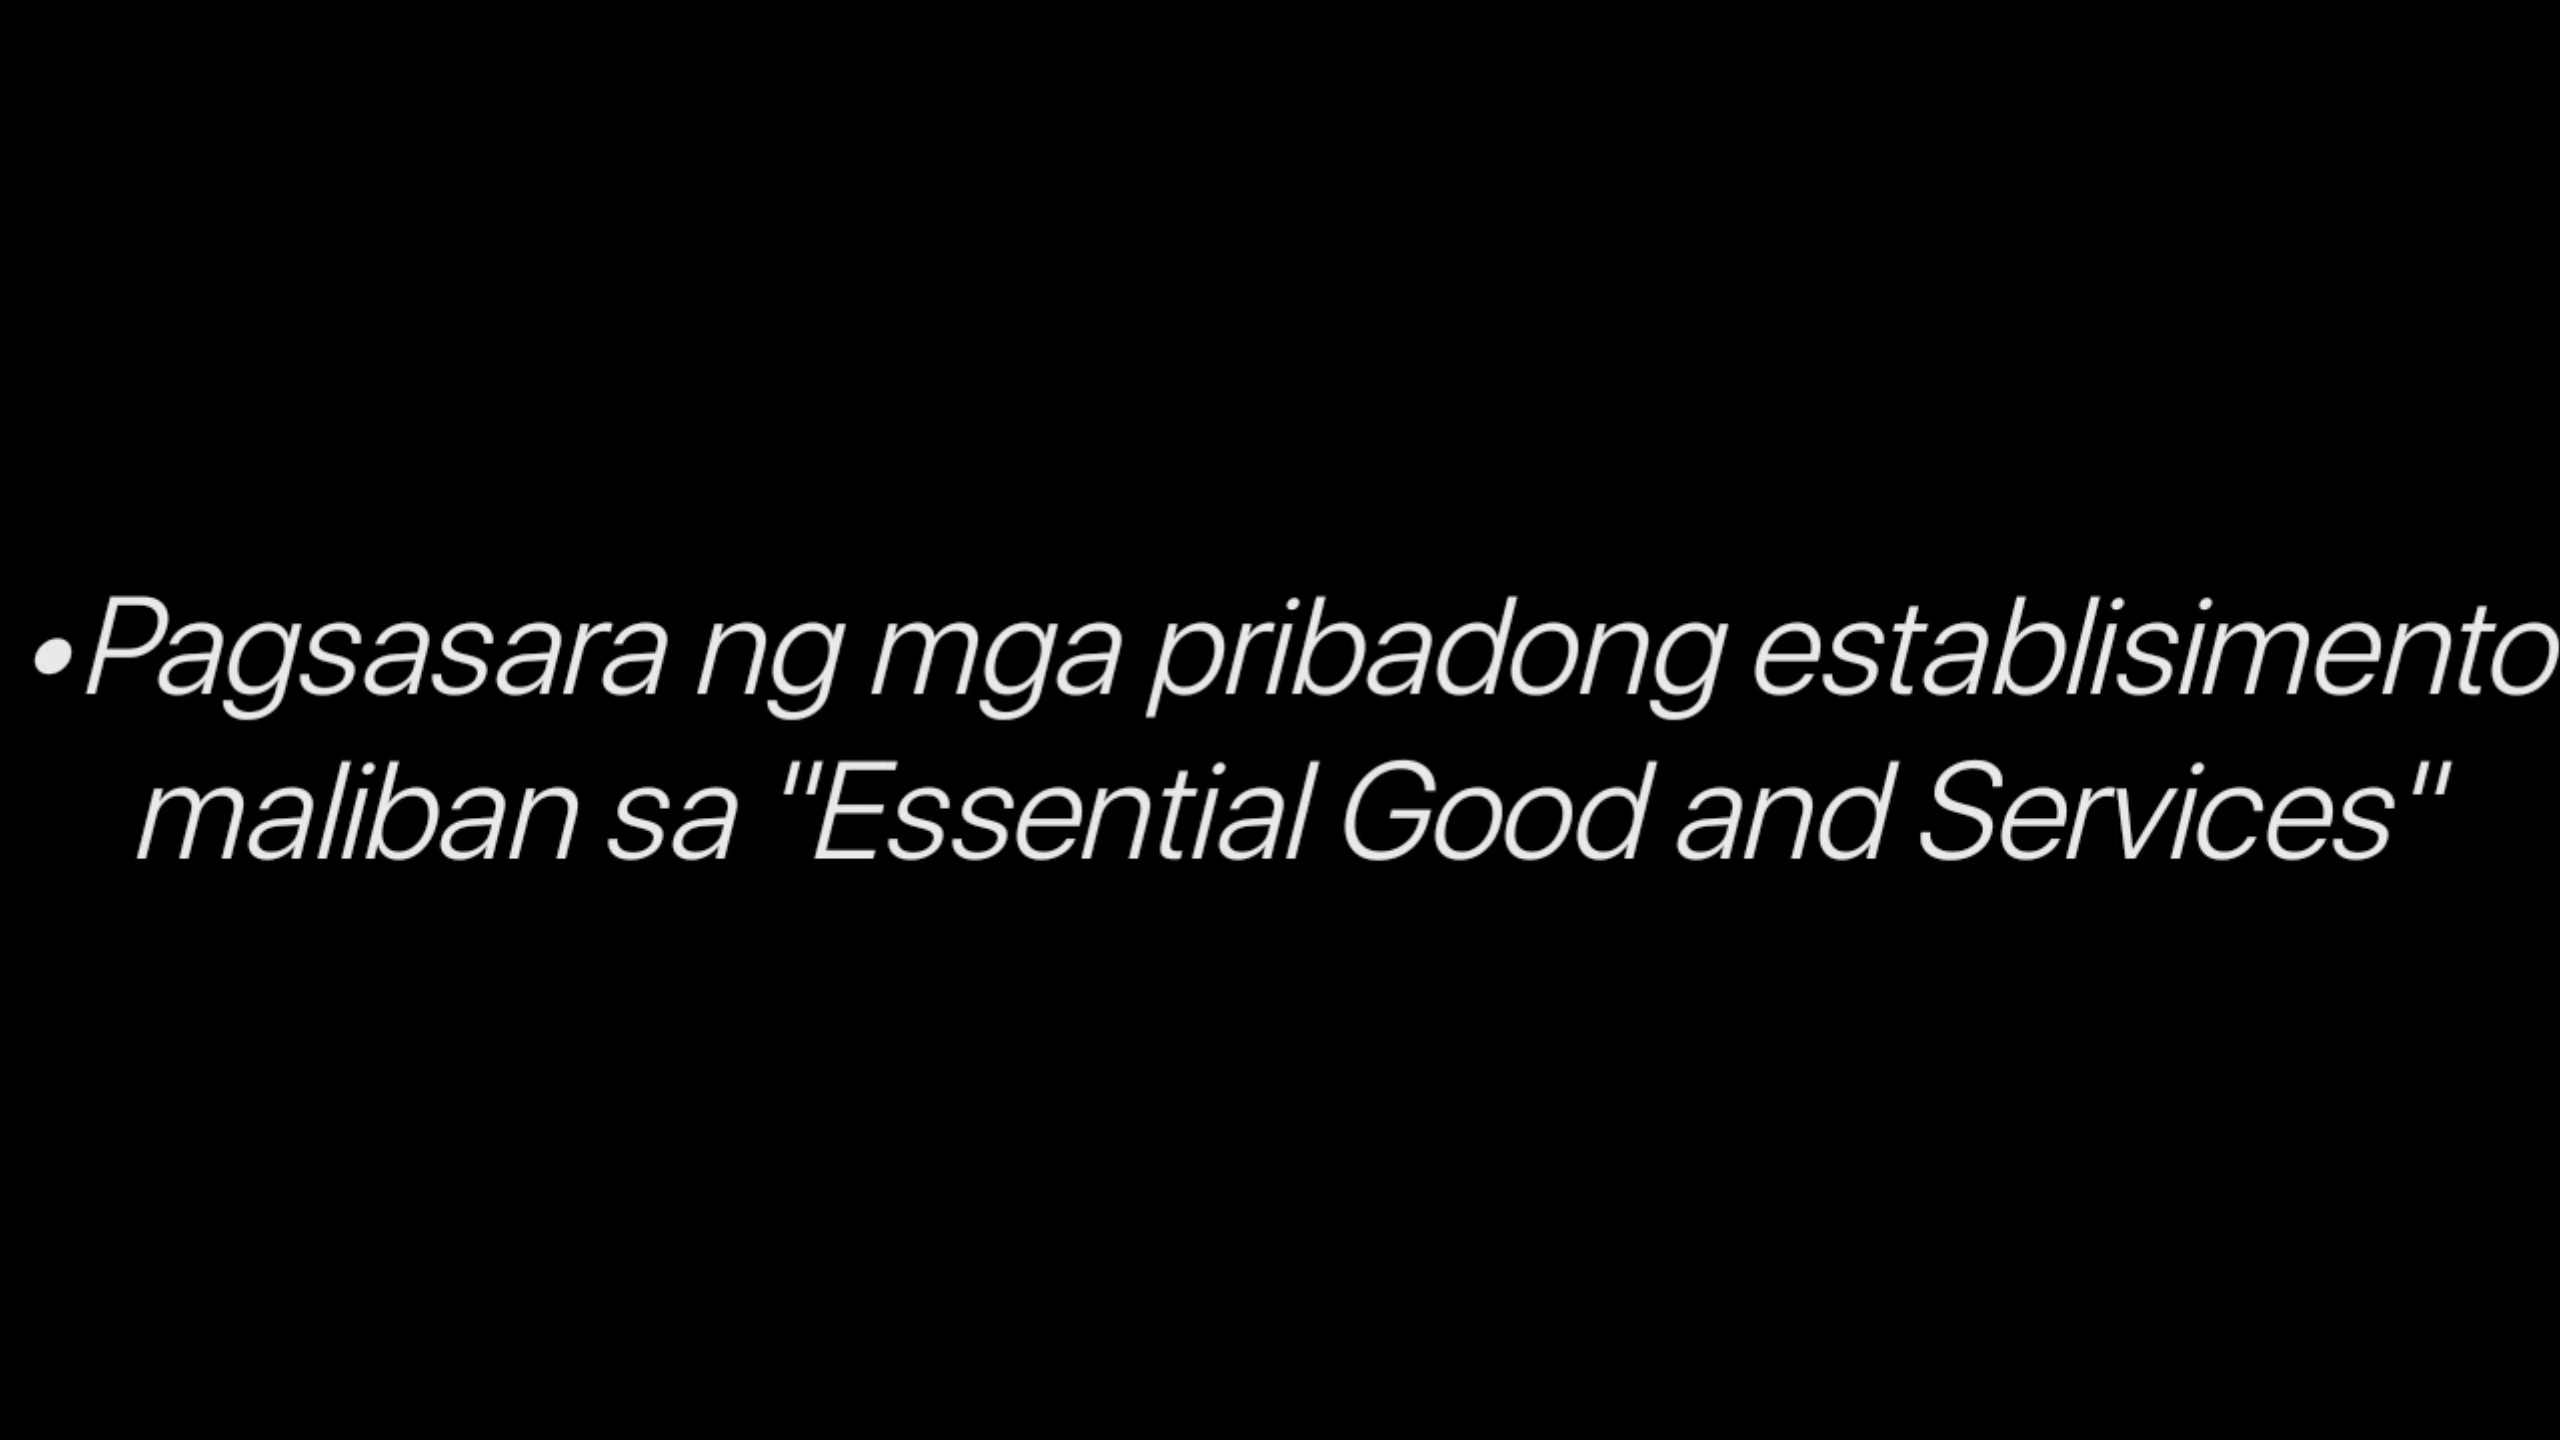 •Pagsasara ng mga pribadong establisimento
maliban sa "Essential Good and Services"